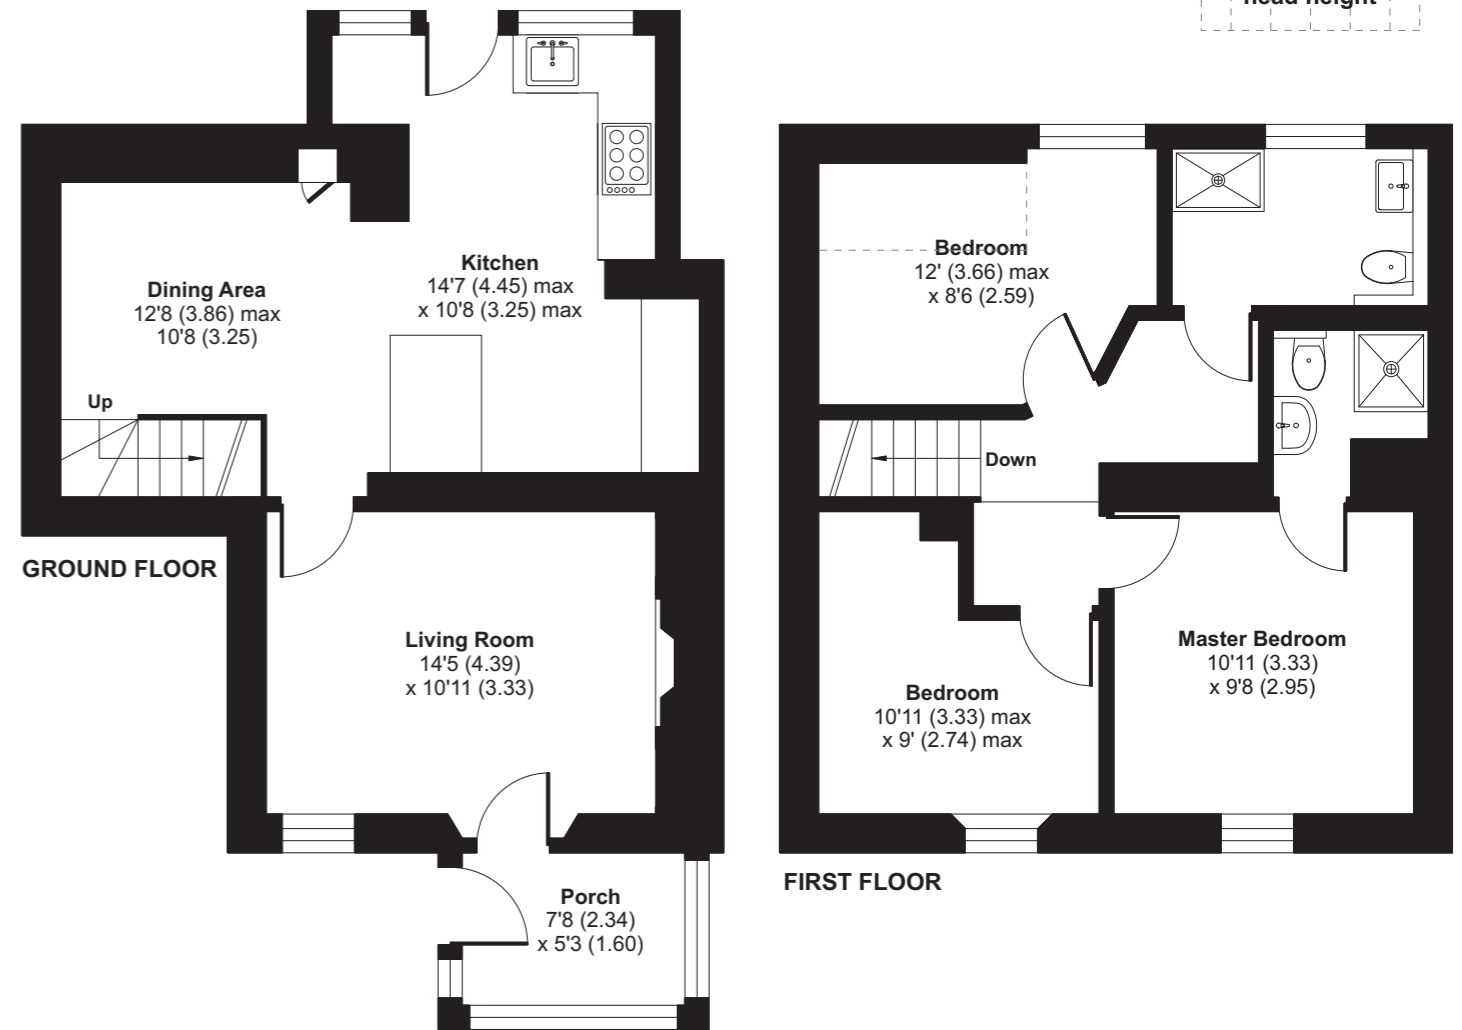 head height
Kitchen
14'7 (4.45) max
x 10'8 (3.25) max
Dining Area
12'8 (3.86) max
10'8 (3.25)
Up
GROUND FLOOR
Living Room
14'5 (4.39)
x 10'11 (3.33)
Porch
7'8 (2.34)
x 5'3 (1.60)
Bedroom
12' (3.66) max
x 8'6 (2.59)
Down
Bedroom
10'11 (3.33) max
x 9' (2.74) max
Master Bedroom
10'11 (3.33)
x 9'8 (2.95)
FIRST FLOOR